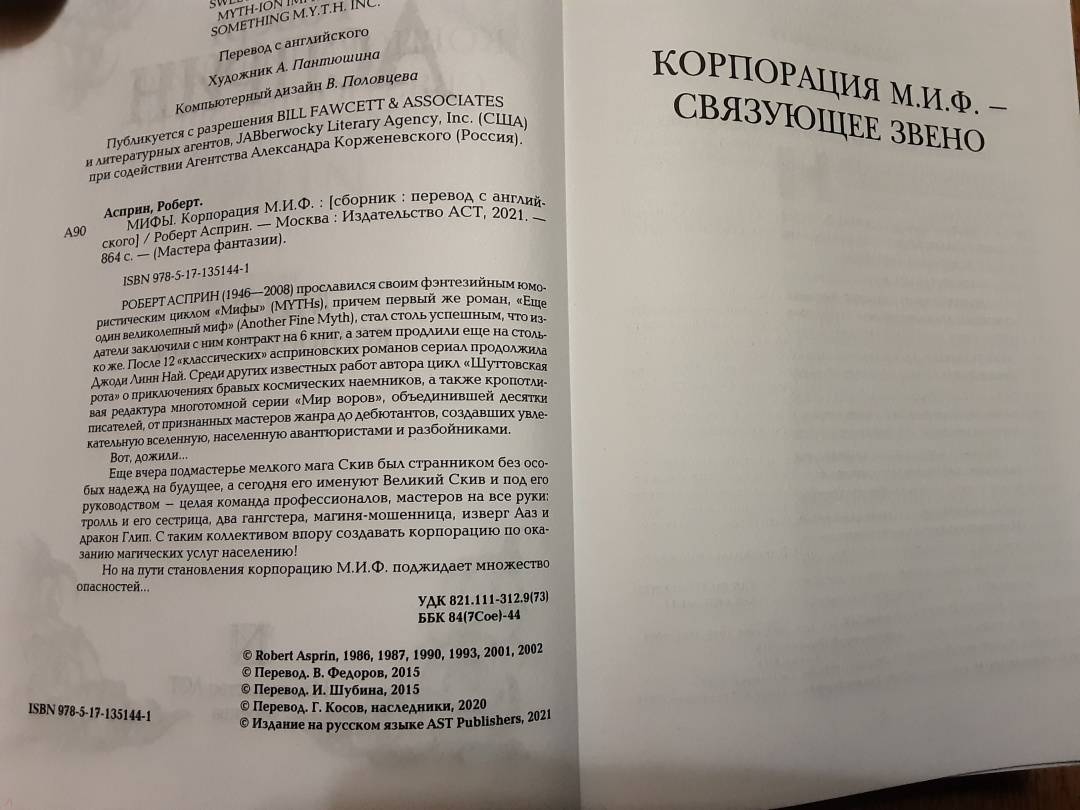 MYTH-ION IM
SOMETHING M.Y.T.H. INC.
Перевод с английского
Художник А. Пантюшина
Компьютерный дизайн В. Половцева
Публикуется с разрешения BILL FAWCETT & ASSOCIATES
и литературных агентов, JABberwocky Literary Agency, Inc. (США)
при содействии Агентства Александра Корженевского (Россия).
Асприн, Роберт.
А90
МИФЫ. Корпорация М.И.Ф. : [сборник : перевод с англий-
ского] / Роберт Асприн. — Москва : Издательство АСТ, 2021. —
864 с. — (Мастера фантазии).
ISBN 978-5-17-135144-1
РОБЕРТ АСПРИН (1946—2008) прославился своим фэнтезийным юмо-
ристическим циклом «Мифы» (MYTHs), причем первый же роман, «Еще
один великолепный миф» (Another Fine Myth), стал столь успешным, что из-
датели заключили с ним контракт на 6 книг, а затем продлили еще на столь-
ко же. После 12 «классических» асприновских романов сериал продолжила
Джоди Линн Най. Среди других известных работ автора цикл «Шуттовская
рота» о приключениях бравых космических наемников, а также кропотли-
вая редактура многотомной серии «Мир воров», объединившей десятки
писателей, от признанных мастеров жанра до дебютантов, создавших увле-
кательную вселенную, населенную авантюристами и разбойниками.
Вот, дожили...
Еще вчера подмастерье мелкого мага Скив был странником без осо-
бых надежд на будущее, а сегодня его именуют Великий Скив и под его
руководством — целая команда профессионалов, мастеров на все руки:
тролль и его сестрица, два гангстера, магиня-мошенница, изверг Ааз и
дракон Глип. С таким коллективом впору создавать корпорацию по ока-
занию магических услуг населению!
Но на пути становления корпорацию М.И.Ф. поджидает множество
опасностей...
УДК 821.111-312.9(73)
ББК 84(7Сое)-44
© Robert Asprin, 1986, 1987, 1990, 1993, 2001, 2002
© Перевод. В. Федоров, 2015
© Перевод. И. Шубина, 2015
© Перевод. Г. Косов, наследники, 2020
© Издание на русском языке AST Publishers, 2021
ISBN 978-5-17-135144-1
КОРПОРАЦИЯ М.И.Ф. –
СВЯЗУЮЩЕЕ ЗВЕНО